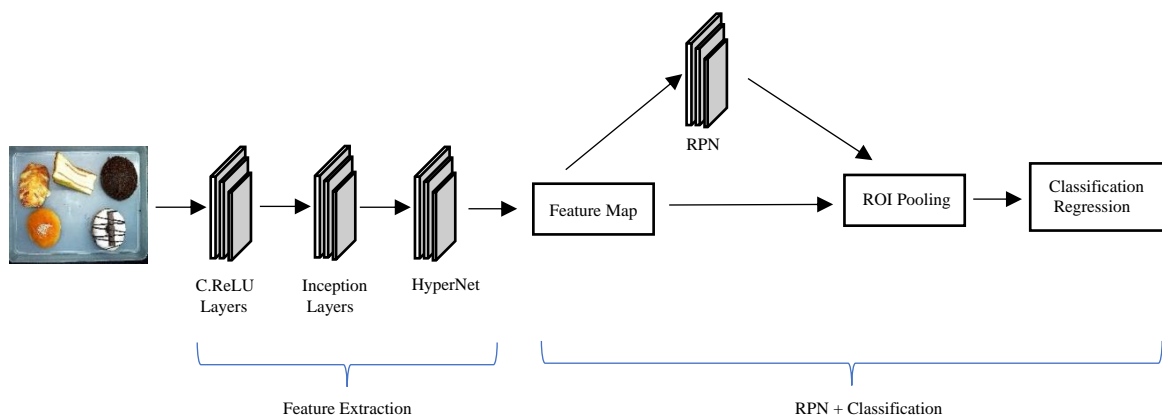 RPN
Feature Map
ROI Pooling
Classification
Regression
C.ReLU
Layers
Inception
Layers
HyperNet
Feature Extraction
RPN + Classification